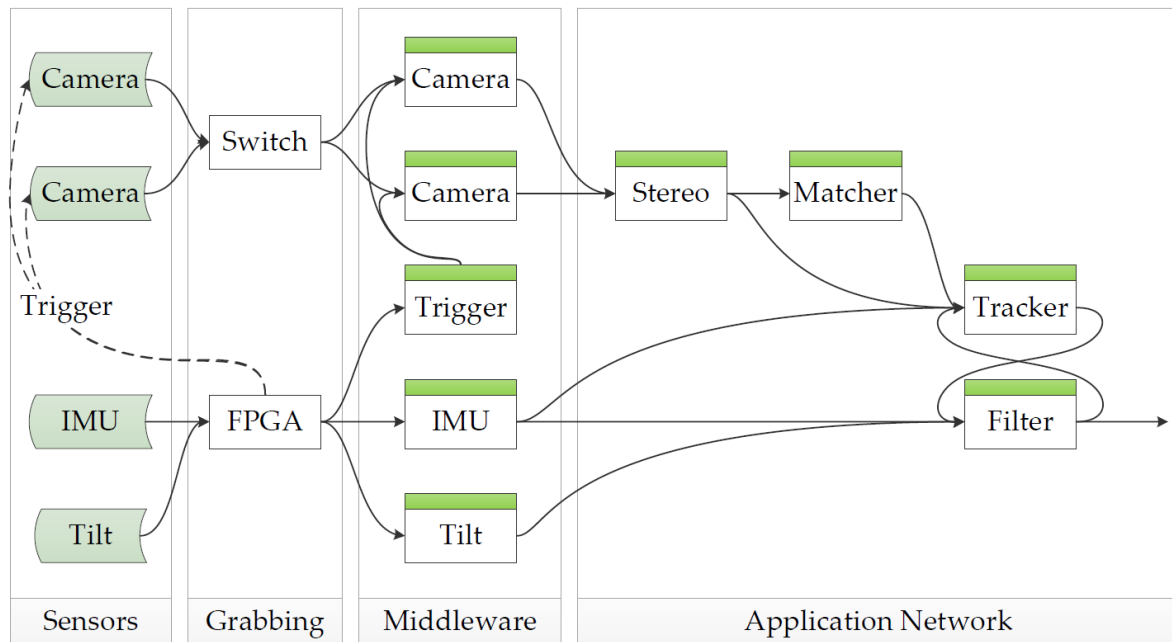 Camera
Camera
Switch
Camera
Camera
Stereo
Matcher
Trigger
Trigger
Tracker
IMU
FPGA
IMU
Filter
Tilt
Tilt
Sensors
Grabbing
Middleware
Application Network